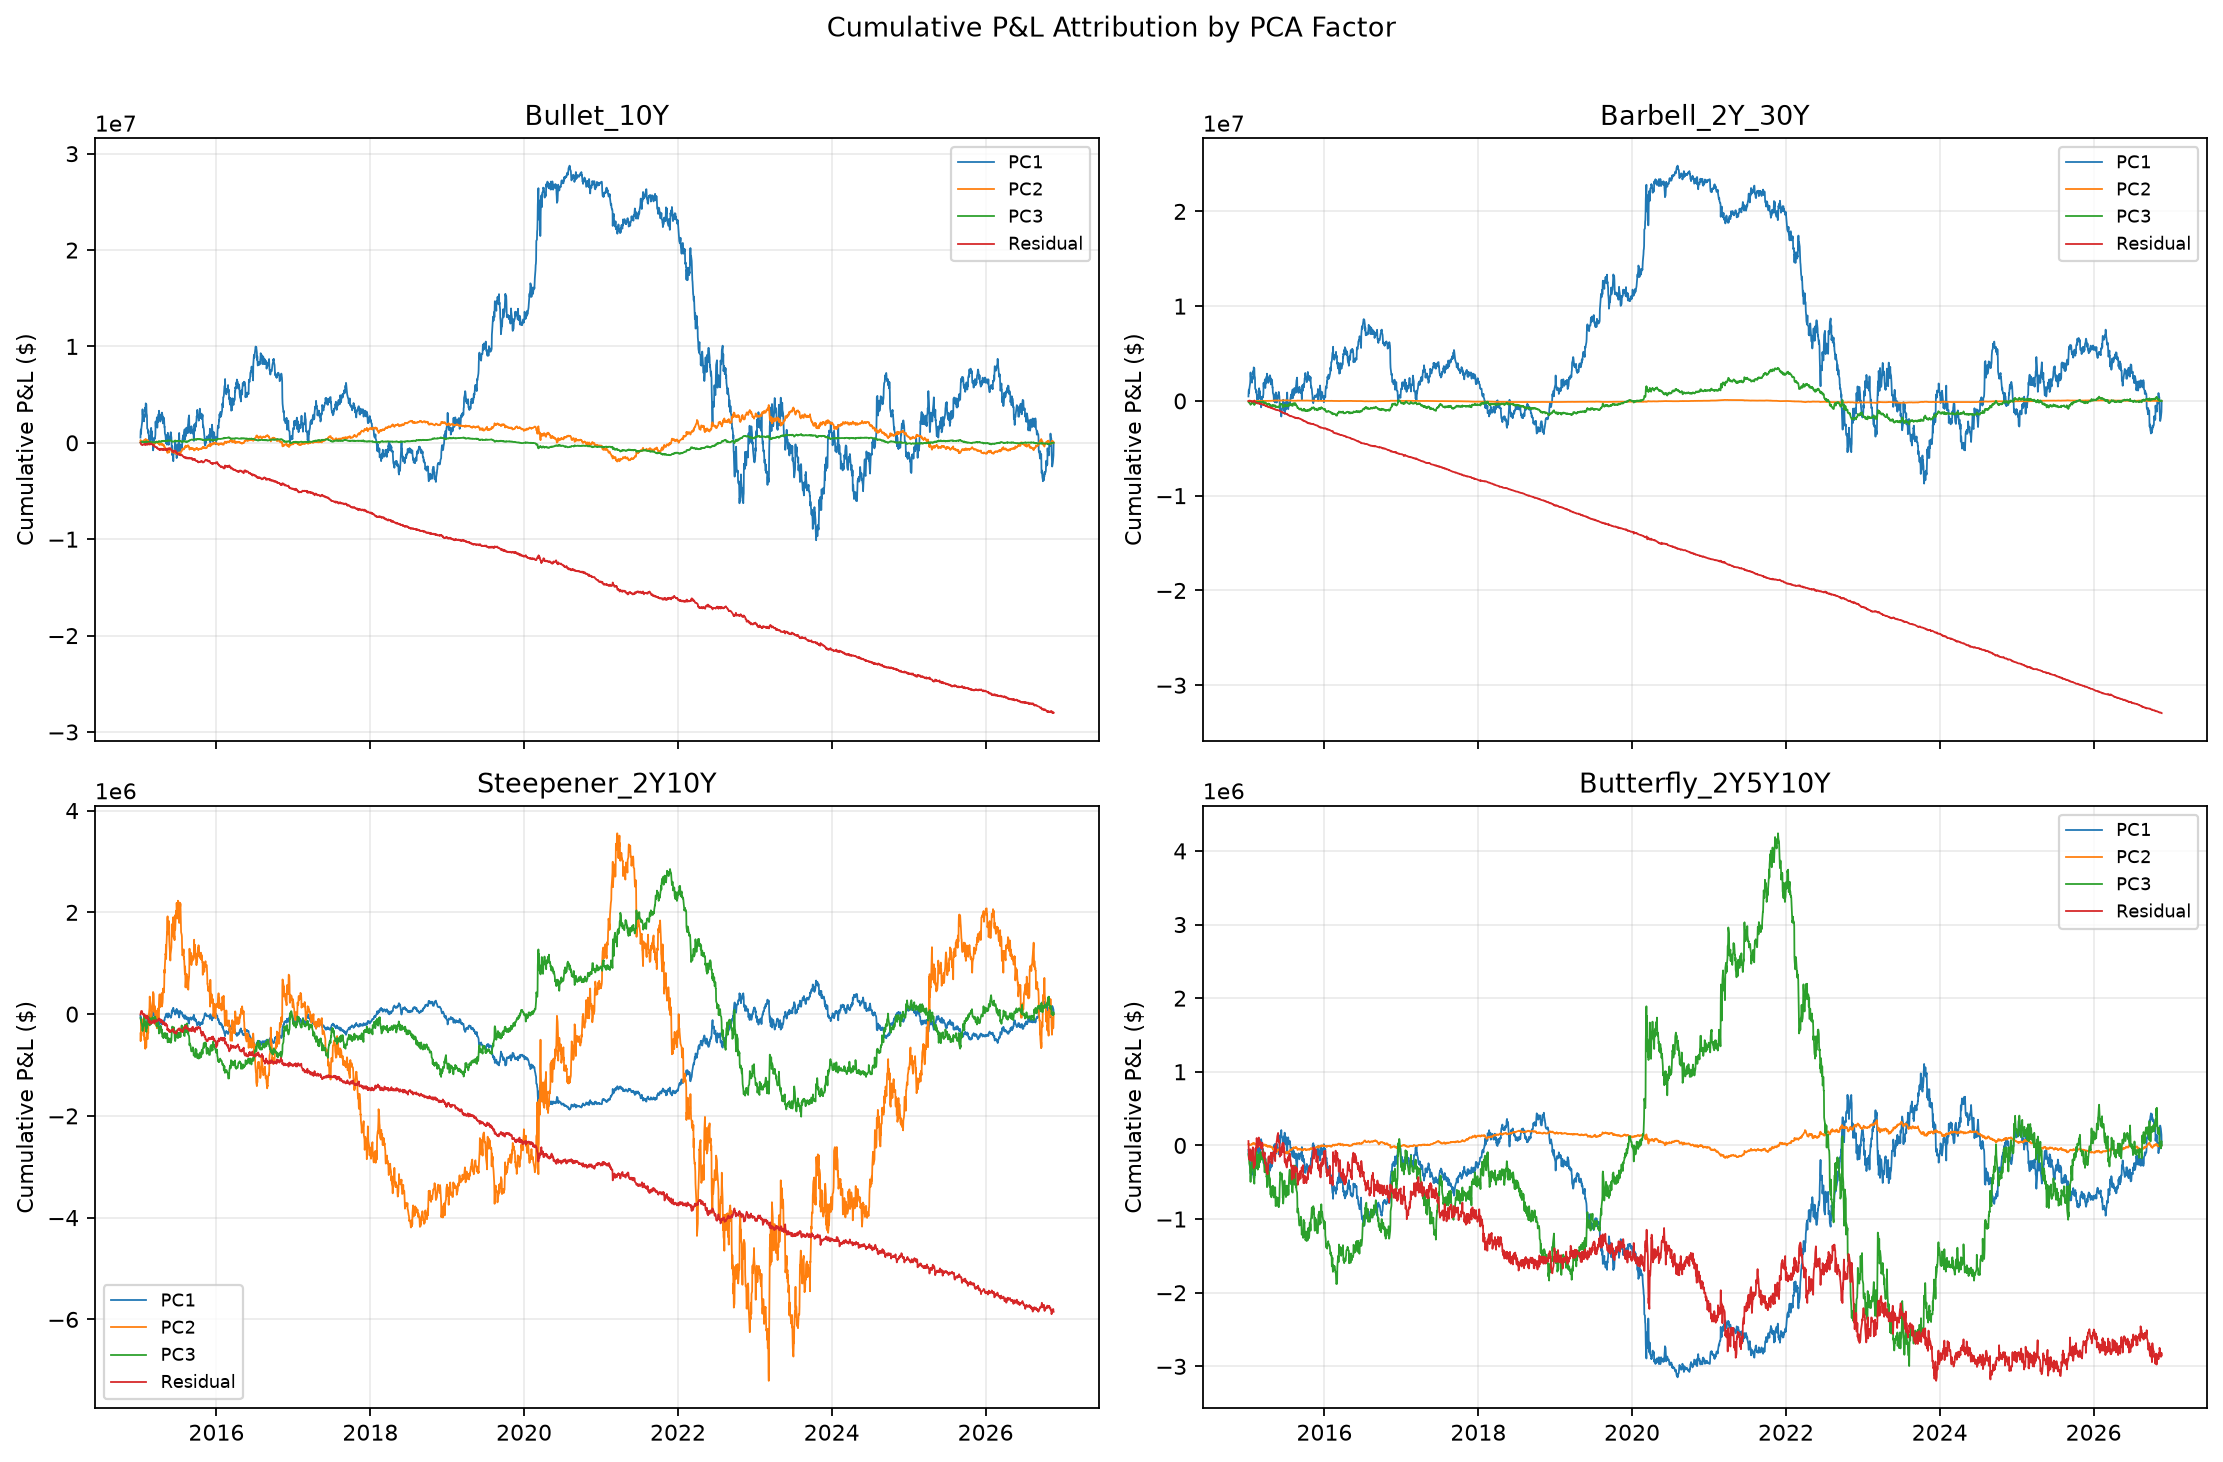 Cumulative P&L Attribution by PCA Factor
Bullet_10Y
1e7
3
2
1
0
−1
−2
−3
Cumulative P&L ($)
PC1
PC2
PC3
Residual
Barbell_2Y_30Y
1e7
2
1
0
−1
−2
−3
Cumulative P&L ($)
PC1
PC2
PC3
Residual
Steepener_2Y10Y
1e6
4
2
0
−2
−4
−6
Cumulative P&L ($)
PC1
PC2
PC3
Residual
2016 2018 2020 2022 2024 2026
Butterfly_2Y5Y10Y
1e6
4
3
2
1
0
−1
−2
−3
Cumulative P&L ($)
PC1
PC2
PC3
Residual
2016 2018 2020 2022 2024 2026